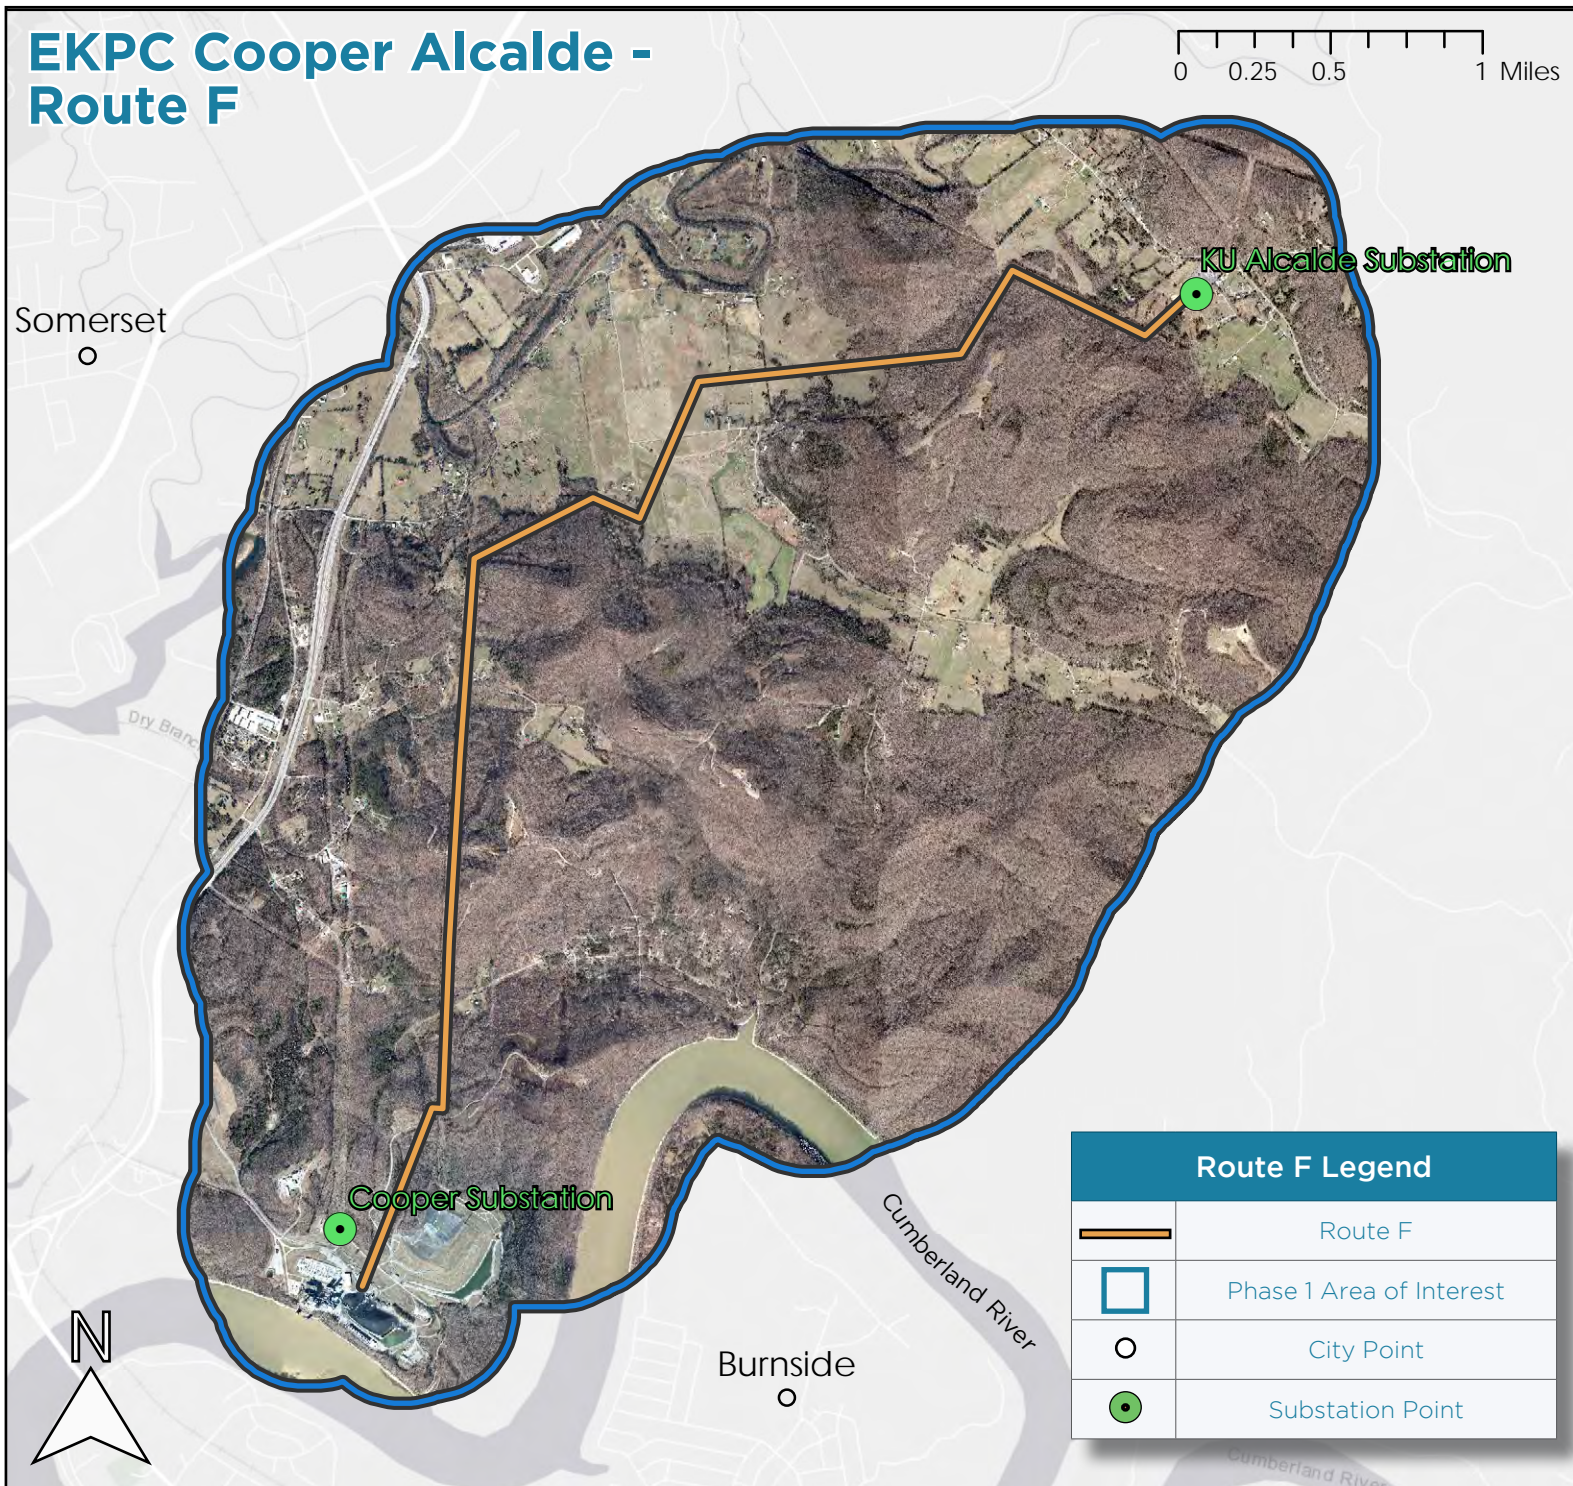 EKPC Cooper Alcalde -
Route F
0 0.25 0.5 1 Miles
KU Alcalde Substation
Somerset
Dry Branch
Cooper Substation
Cumberland River
Burnside
N
Route F Legend
Route F
Phase 1 Area of Interest
City Point
Substation Point
Cumberland River